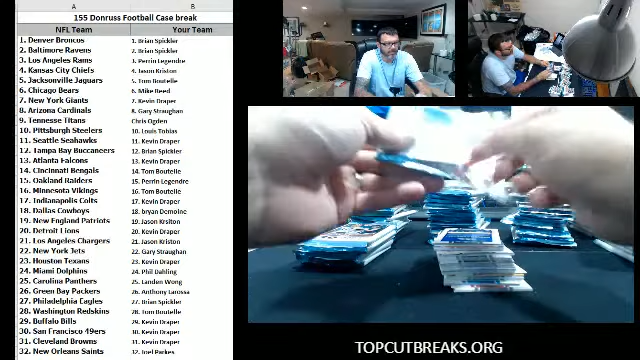 A B
155 Donruss Football Case break
NFL Team Your Team
1. Denver Broncos 1. Brian Spickler
2. Baltimore Ravens 2. Brian Spickler
3. Los Angeles Rams 3. Perrin Legendre
4. Kansas City Chiefs 4. Jason Kriston
5. Jacksonville Jaguars 5. Tom Boutelle
6. Chicago Bears 6. Mike Reed
7. New York Giants 7. Kevin Draper
8. Arizona Cardinals 8. Gary Straughan
9. Tennesse Titans Chris Ogden
10. Pittsburgh Steelers 10. Louis Tobias
11. Seattle Seahawks 11. Kevin Draper
12. Tampa Bay Buccaneers 12. Brian Spickler
13. Atlanta Falcons 13. Kevin Draper
14. Cincinnati Bengals 14. Tom Boutelle
15. Oakland Raiders 15. Perrin Legendre
16. Minnesota Vikings 16. Tom Boutelle
17. Indianapolis Colts 17. Kevin Draper
18. Dallas Cowboys 18. bryan Demoine
19. New England Patriots 19. Jason Kriston
20. Detroit Lions 20. Kevin Draper
21. Los Angeles Chargers 21. Jason Kriston
22. New York Jets 22. Gary Straughan
23. Houston Texans 23. Kevin Draper
24. Miami Dolphins 24. Phil Dahling
25. Carolina Panthers 25. Landen Wong
26. Green Bay Packers 26. Anthony Larossa
27. Philadelphia Eagles 27. Brian Spickler
28. Washington Redskins 28. Tom Boutelle
29. Buffalo Bills 29. Kevin Draper
30. San Francisco 49ers 30. Kevin Draper
31. Cleveland Browns 31. Kevin Draper
32. New Orleans Saints 32. Joel Parkes
TOPCUTBREAKS.ORG